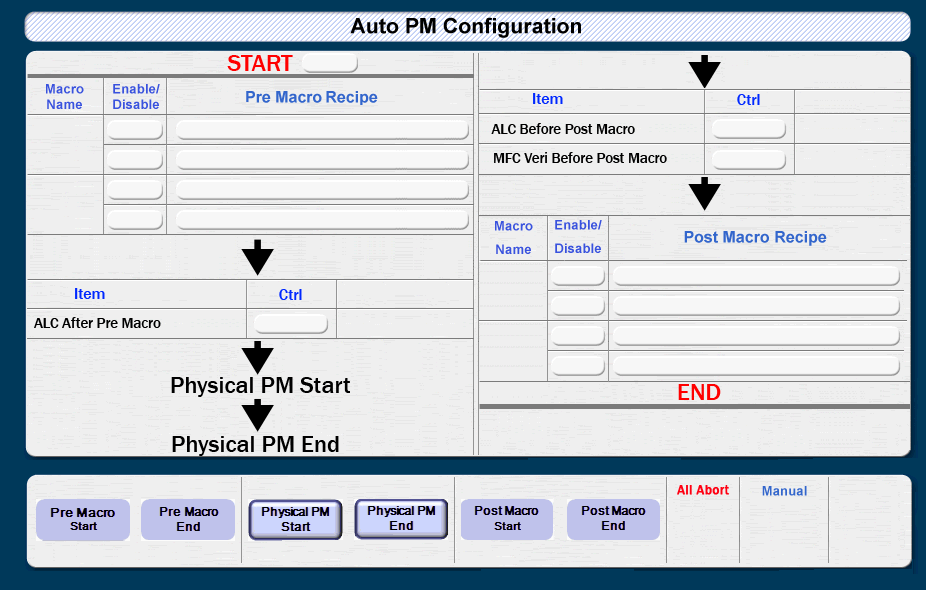 Auto PM Configuration
START
Macro Name
Enable/ Disable
Pre Macro Recipe
Item
Ctrl
ALC After Pre Macro
Physical PM Start
Physical PM End
Item
Ctrl
ALC Before Post Macro
MFC Veri Before Post Macro
Macro Name
Enable/ Disable
Post Macro Recipe
END
Pre Macro Start
Pre Macro End
Physical PM Start
Physical PM End
Post Macro Start
Post Macro End
All Abort
Manual